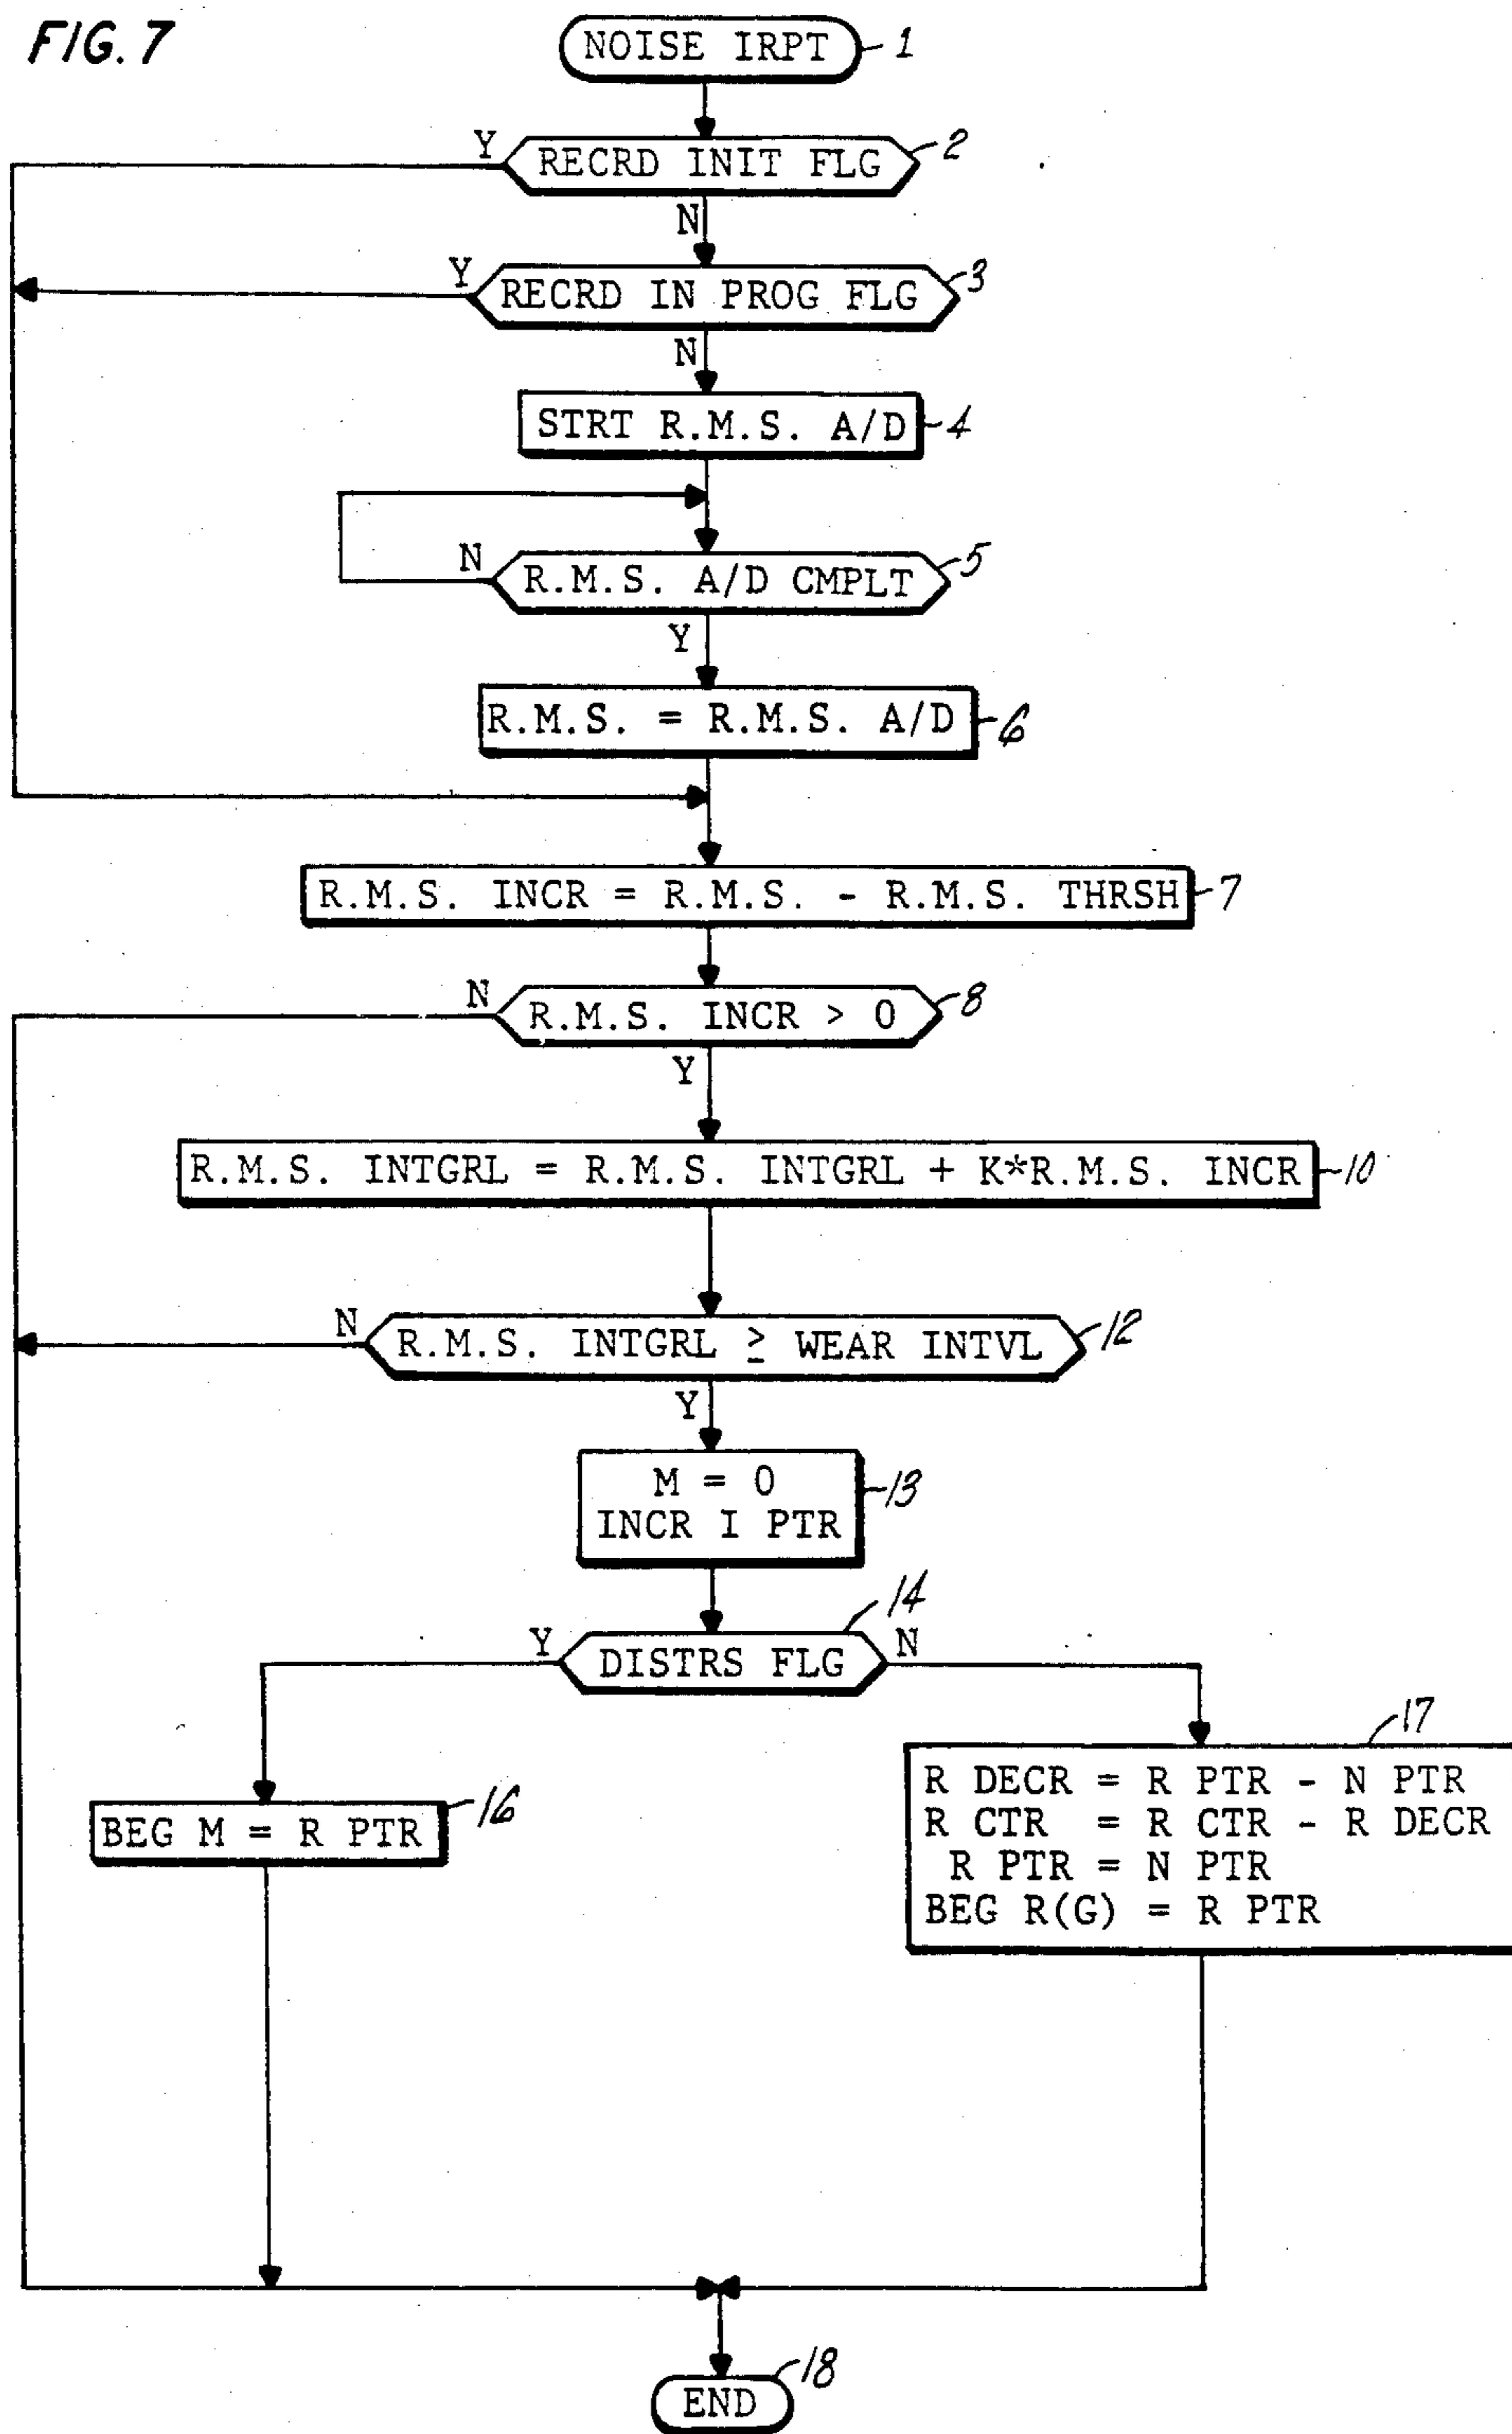 FIG. 7
NOISE IRPT 1
Y RECRD INIT FLG 2
N
Y RECRD IN PROG FLG 3
N
STRT R.M.S. A/D 4
N R.M.S. A/D CMPLT 5
Y
R.M.S. = R.M.S. A/D 6
R.M.S. INCR = R.M.S. - R.M.S. THRSH 7
N R.M.S. INCR > 0 8
Y
R.M.S. INTGRL = R.M.S. INTGRL + K*R.M.S. INCR 10
N R.M.S. INTGRL ≥ WEAR INTVL 12
Y
M = 0
INCR I PTR 13
14
Y DISTRS FLG N
17
R DECR = R PTR - N PTR
R CTR = R CTR - R DECR
R PTR = N PTR
BEG R(G) = R PTR
BEG M = R PTR 16
END 18